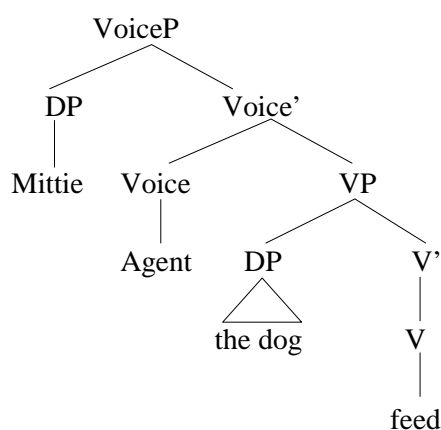 VoiceP
DP Voice’
Mittie Voice VP
Agent DP V’
the dog V
feed